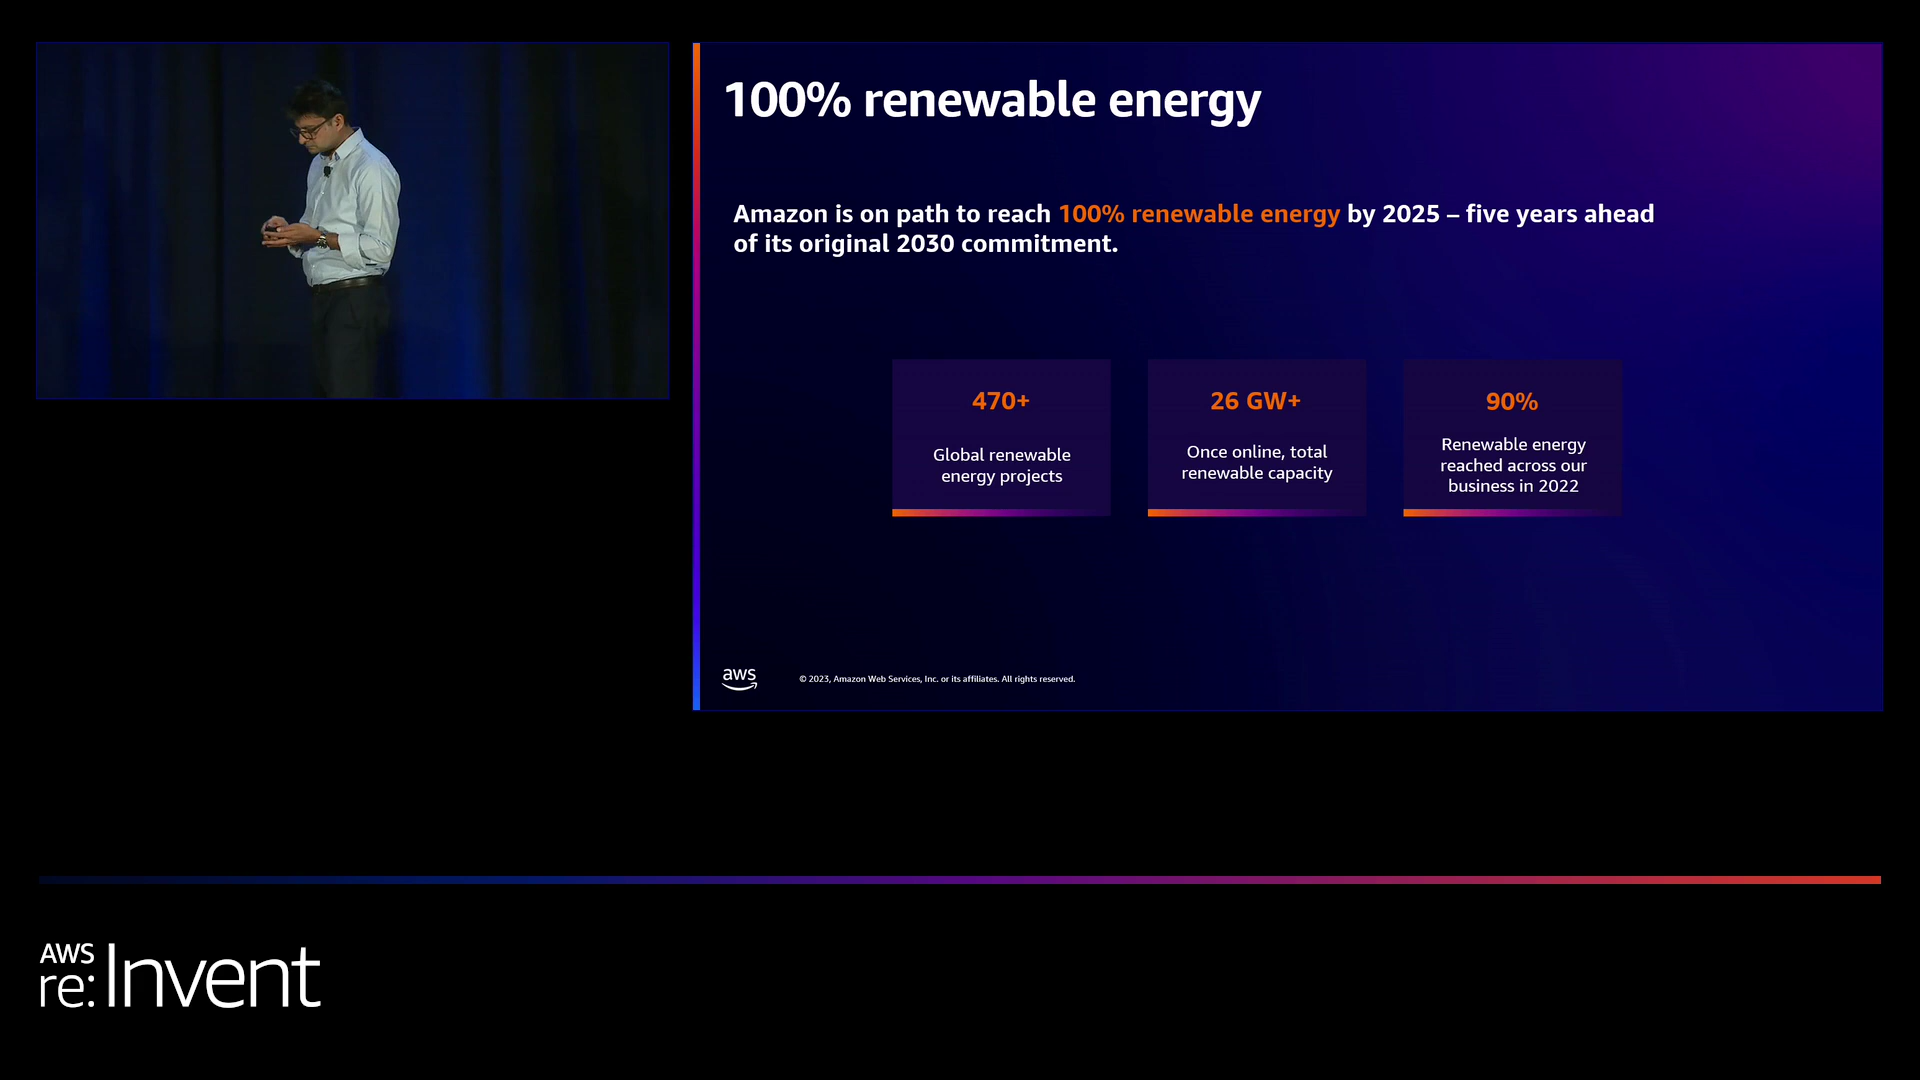 100% renewable energy
Amazon is on path to reach 100% renewable energy by 2025 – five years ahead
of its original 2030 commitment.
470+
Global renewable
energy projects
26 GW+
Once online, total
renewable capacity
90%
Renewable energy
reached across our
business in 2022
aws
© 2023, Amazon Web Services, Inc. or its affiliates. All rights reserved.
AWS
re:Invent